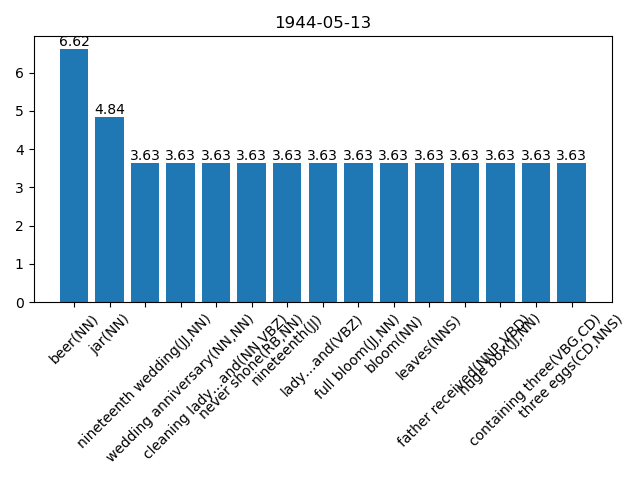 1944-05-13
6.62
4.84
3.63 3.63 3.63 3.63 3.63 3.63 3.63 3.63 3.63 3.63 3.63 3.63 3.63
6
5
4
3
2
1
0
beer(NN)
jar(NN)
nineteenth wedding(JJ,NN)
wedding anniversary(NN,NN)
cleaning lady...and(NN,VBZ)
never shone(RB,NN)
nineteenth(JJ)
lady...and(VBZ)
full bloom(JJ,NN)
bloom(NN)
leaves(NNS)
father received(NNP,VBD)
huge box(JJ,NN)
containing three(VBG,CD)
three eggs(CD,NNS)